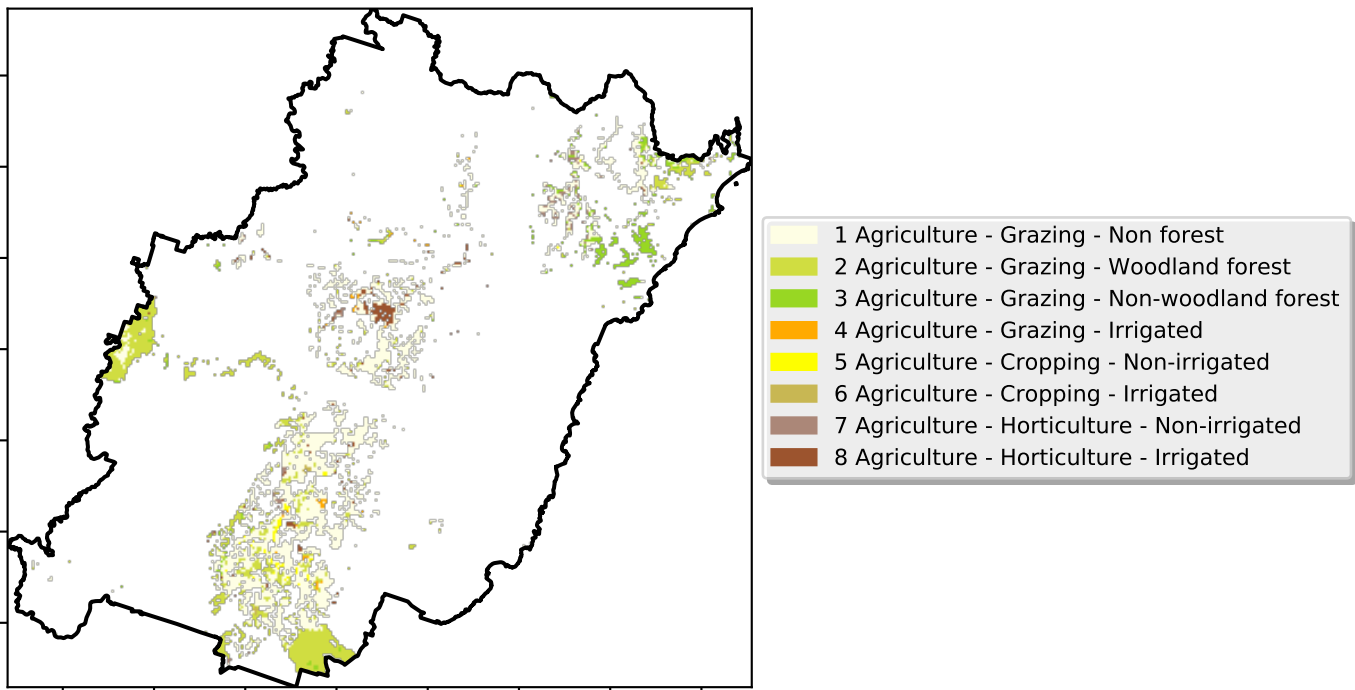 1 Agriculture - Grazing - Non forest
2 Agriculture - Grazing - Woodland forest
3 Agriculture - Grazing - Non-woodland forest
4 Agriculture - Grazing - Irrigated
5 Agriculture - Cropping - Non-irrigated
6 Agriculture - Cropping - Irrigated
7 Agriculture - Horticulture - Non-irrigated
8 Agriculture - Horticulture - Irrigated